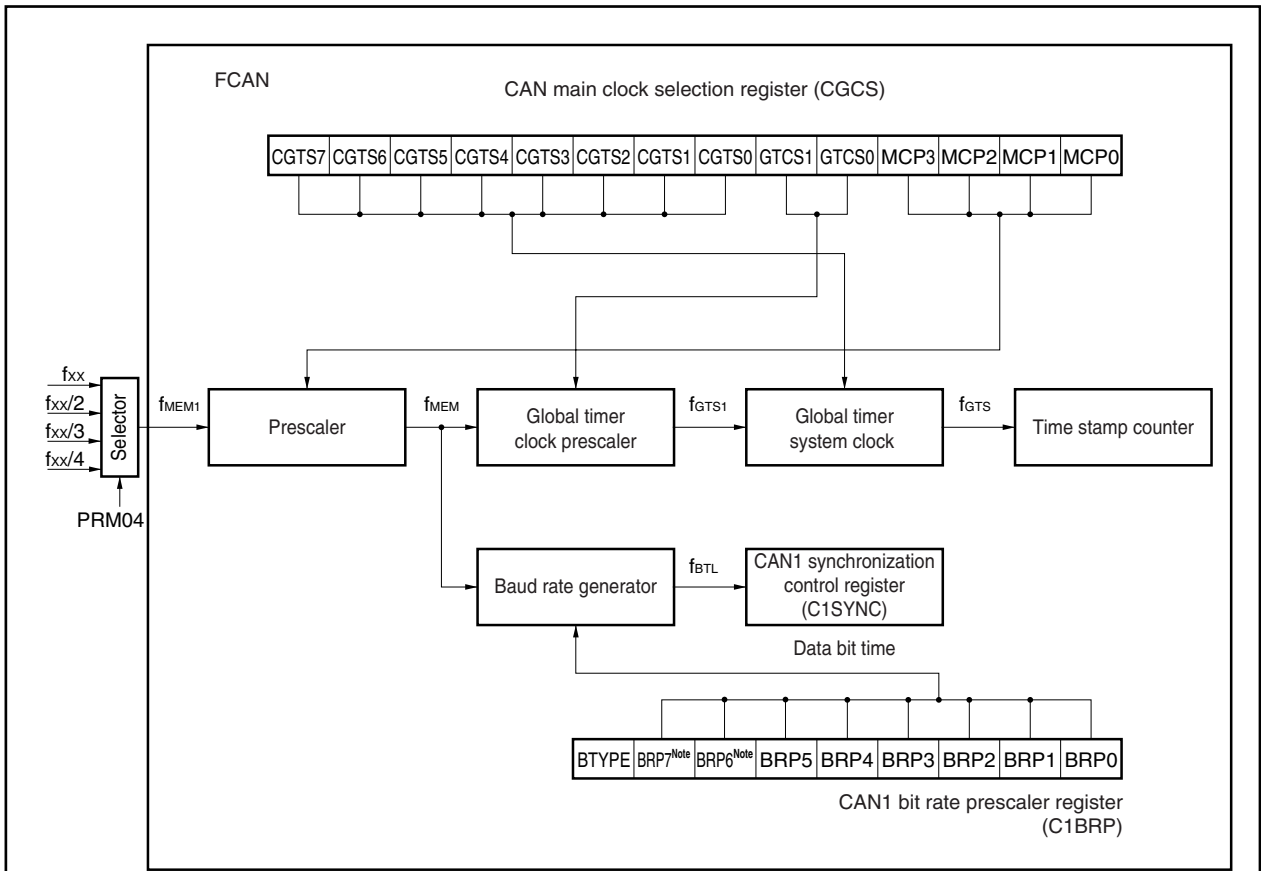 FCAN
CAN main clock selection register (CGCS)
CGTS7 CGTS6 CGTS5 CGTS4 CGTS3 CGTS2 CGTS1 CGTS0 GTCS1 GTCS0 MCP3 MCP2 MCP1 MCP0
fxx
fxx/2
fxx/3
fxx/4
Selector
PRM04
fMEM1
Prescaler
fMEM
Global timer
clock prescaler
fGTS1
Global timer
system clock
fGTS
Time stamp counter
Baud rate generator
fBTL
CAN1 synchronization
control register
(C1SYNC)
Data bit time
BTYPE BRP7Note BRP6Note BRP5 BRP4 BRP3 BRP2 BRP1 BRP0
CAN1 bit rate prescaler register
(C1BRP)